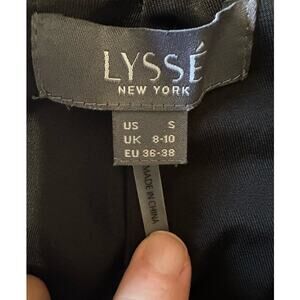 LYSSÉ
NEW YORK
US S
UK 8-10
EU 36-38
MADE IN CHINA